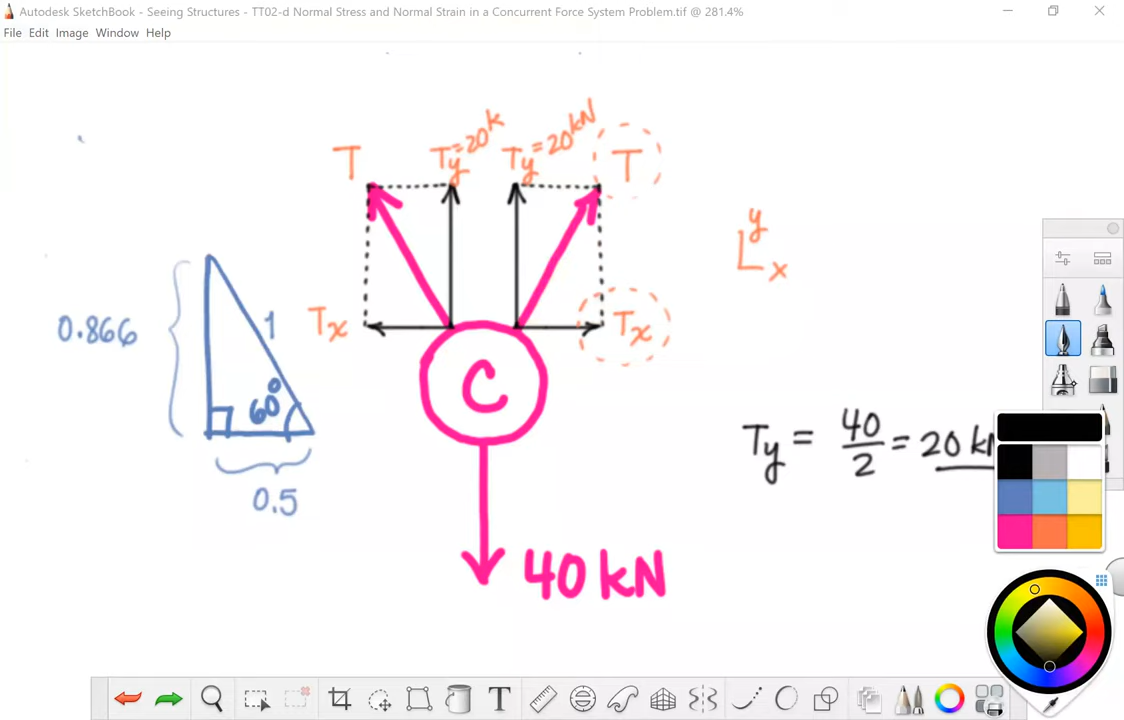 Autodesk SketchBook - Seeing Structures - TT02-d Normal Stress and Normal Strain in a Concurrent Force System Problem.tif @ 281.4%
File Edit Image Window Help
T Ty=20k Ty=20kN T
y
x
Tx Tx
0.866
1
60°
0.5
C
Ty = 40/2 = 20 kN
40 kN
T